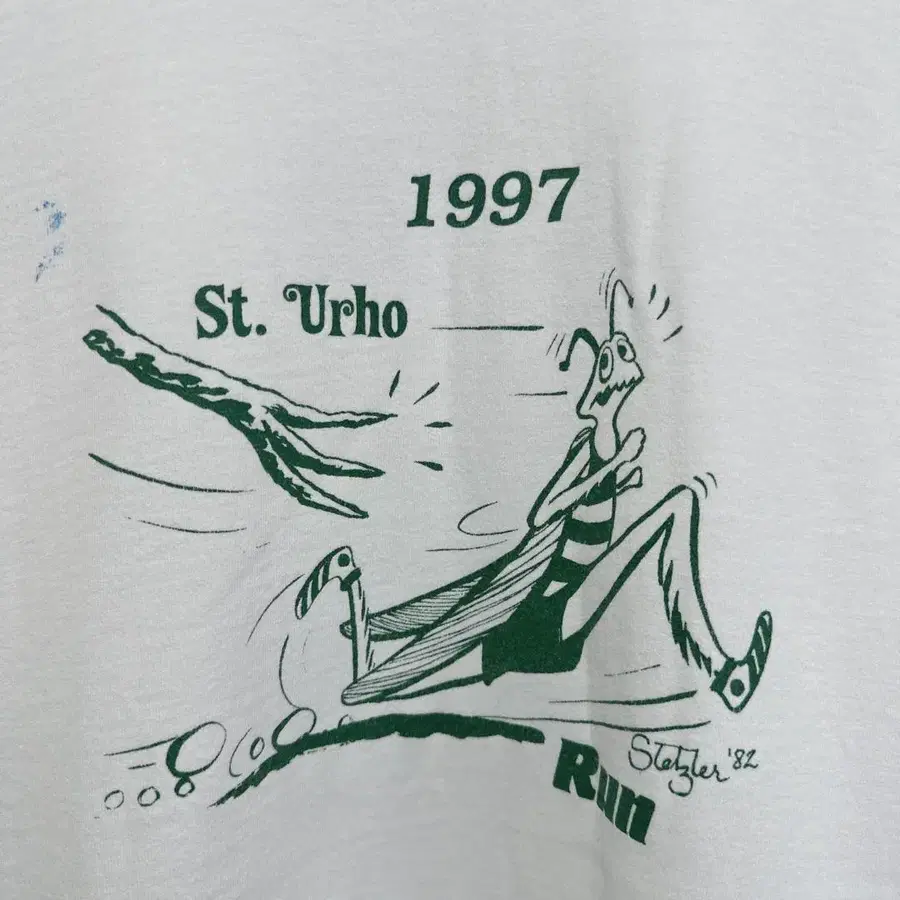 1997
St. Urho
Run
Stetzler '82